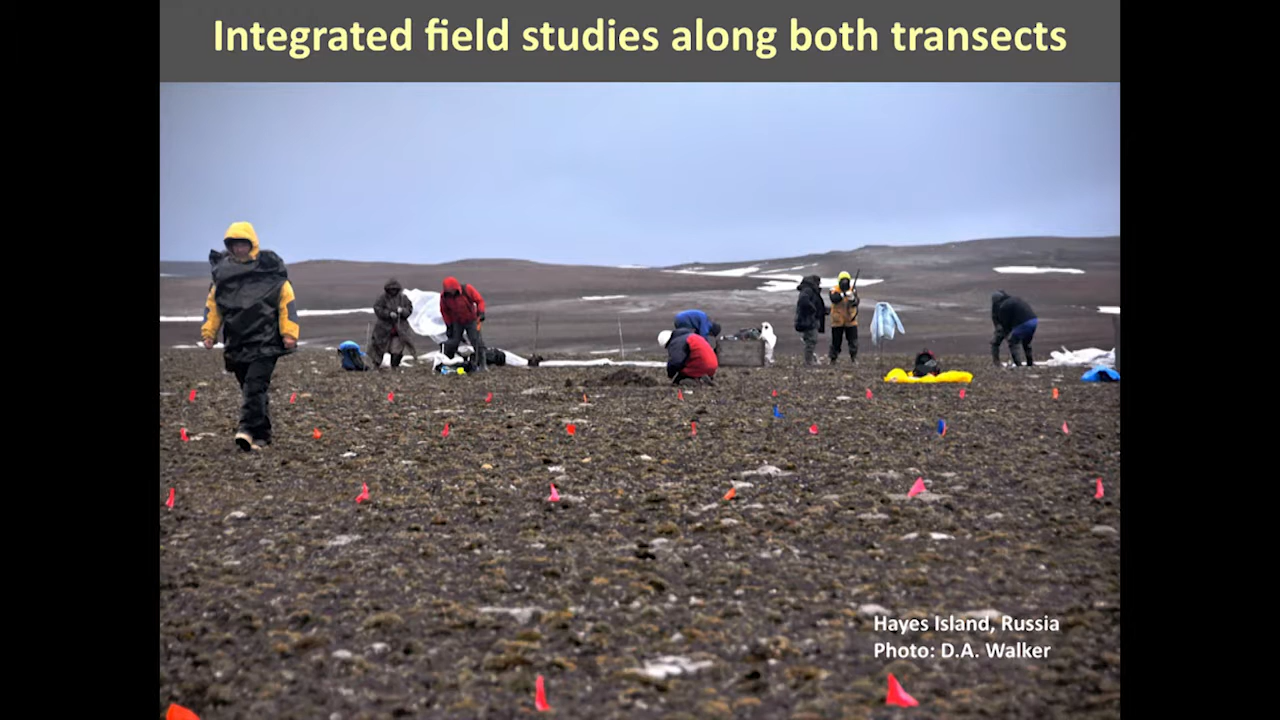 Integrated field studies along both transects
Hayes Island, Russia
Photo: D.A. Walker